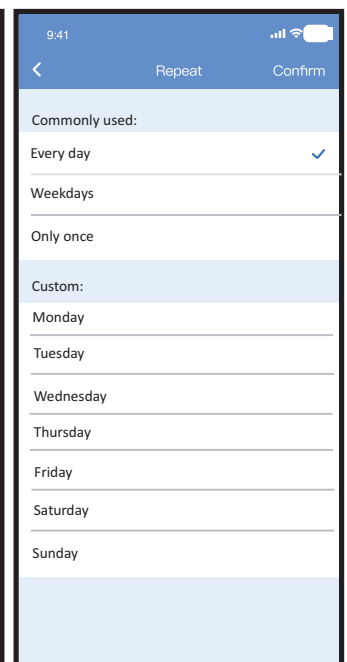 9:41
Repeat Confirm
Commonly used:
Every day
Weekdays
Only once
Custom:
Monday
Tuesday
Wednesday
Thursday
Friday
Saturday
Sunday